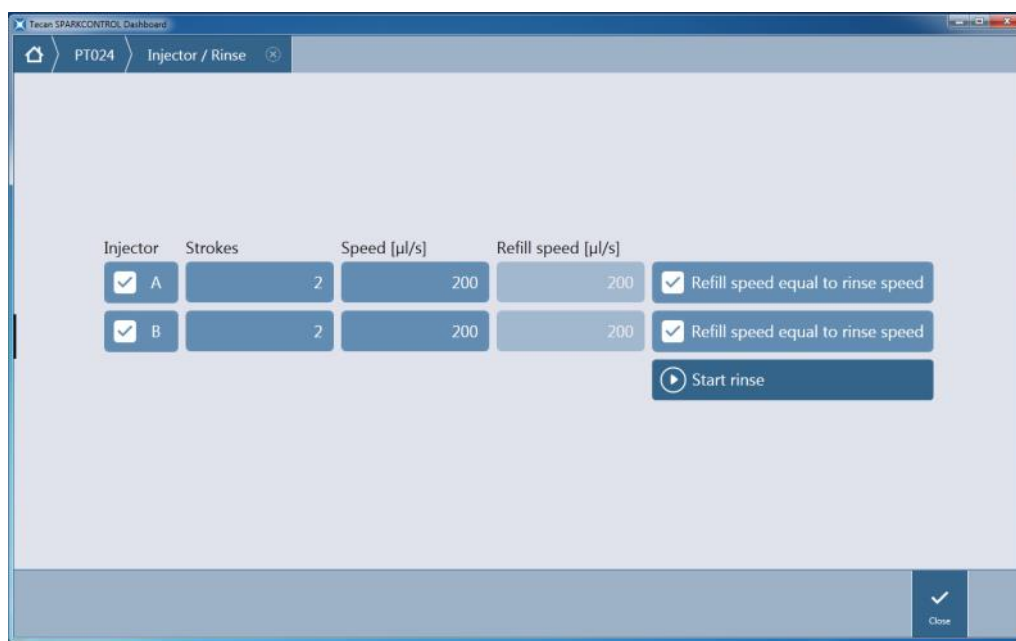 Tecan SPARKCONTROL Dashboard
PT024 Injector / Rinse
Injector Strokes Speed [µl/s] Refill speed [µl/s]
A 2 200 200 Refill speed equal to rinse speed
B 2 200 200 Refill speed equal to rinse speed
Start rinse
Close